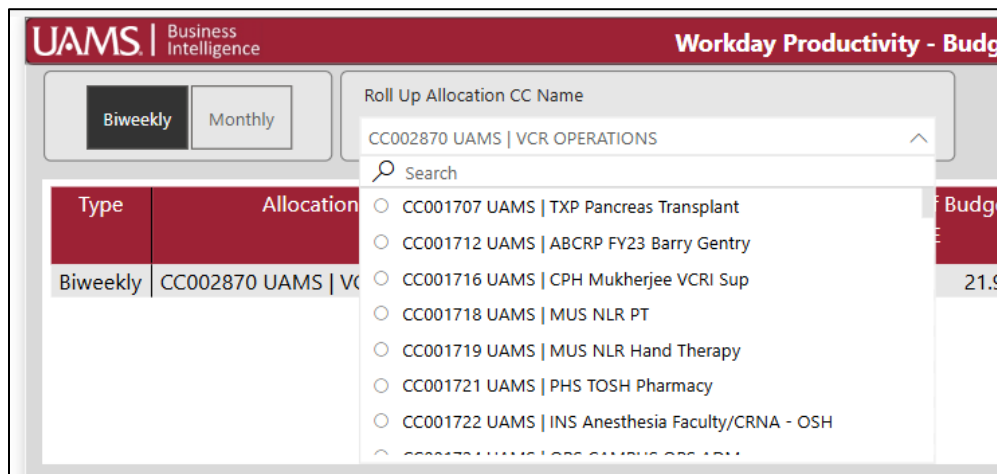 UAMS. Business Intelligence
Workday Productivity - Budg
Biweekly Monthly
Roll Up Allocation CC Name
CC002870 UAMS | VCR OPERATIONS
Search
Type Allocation Budg
CC001707 UAMS | TXP Pancreas Transplant
CC001712 UAMS | ABCRP FY23 Barry Gentry
CC001716 UAMS | CPH Mukherjee VCRI Sup
CC001718 UAMS | MUS NLR PT
CC001719 UAMS | MUS NLR Hand Therapy
CC001721 UAMS | PHS TOSH Pharmacy
CC001722 UAMS | INS Anesthesia Faculty/CRNA - OSH
Biweekly CC002870 UAMS | VC 21.9